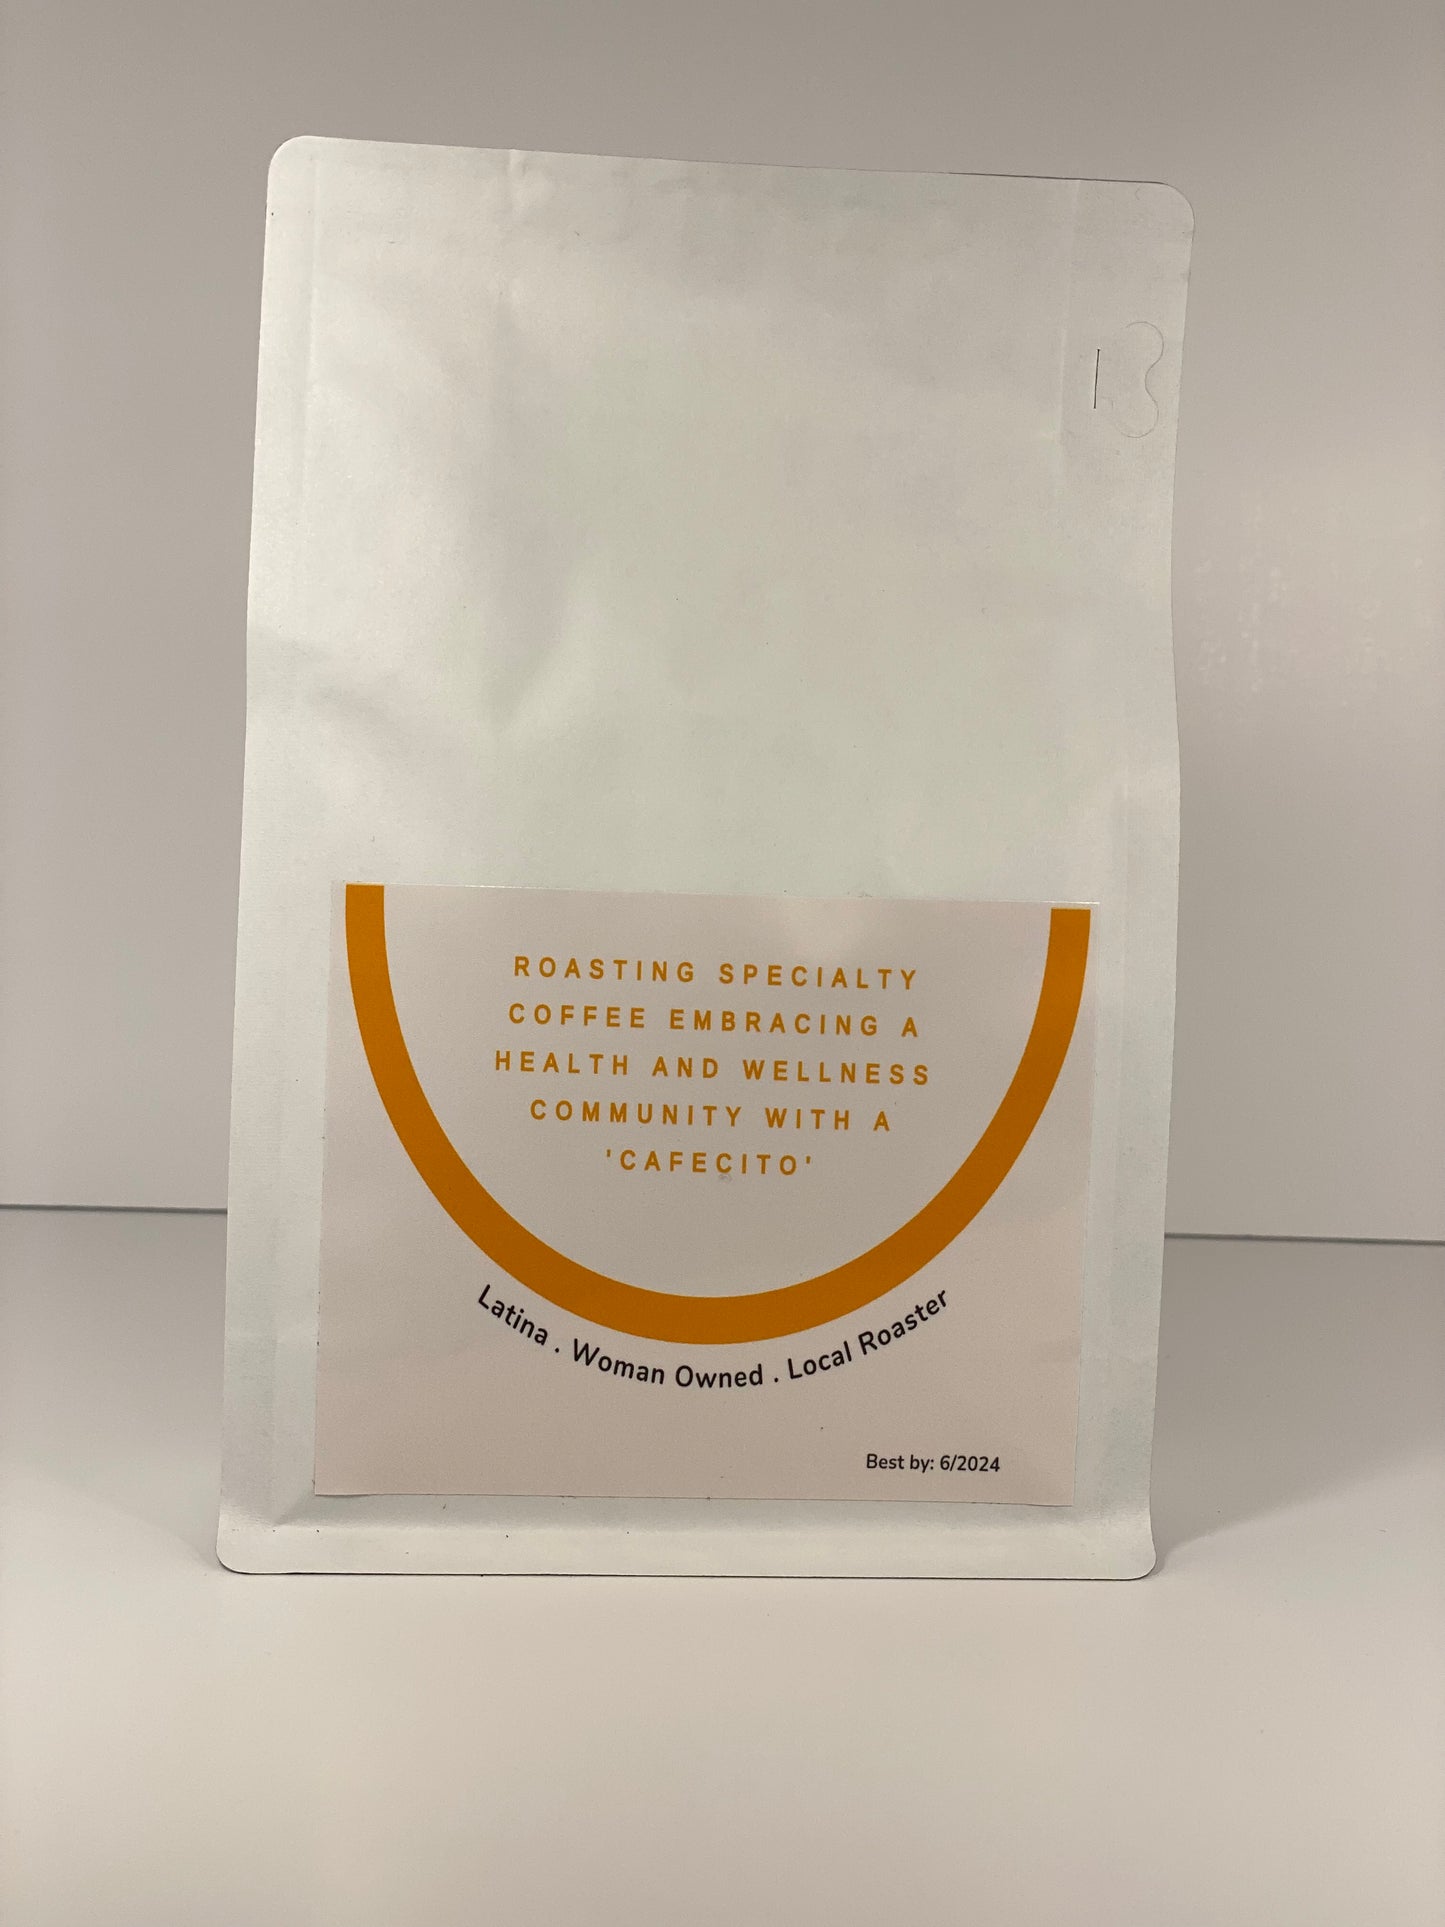 ROASTING SPECIALTY
COFFEE EMBRACING A
HEALTH AND WELLNESS
COMMUNITY WITH A
'CAFECITO'
Latina . Woman Owned . Local Roaster
Best by: 6/2024